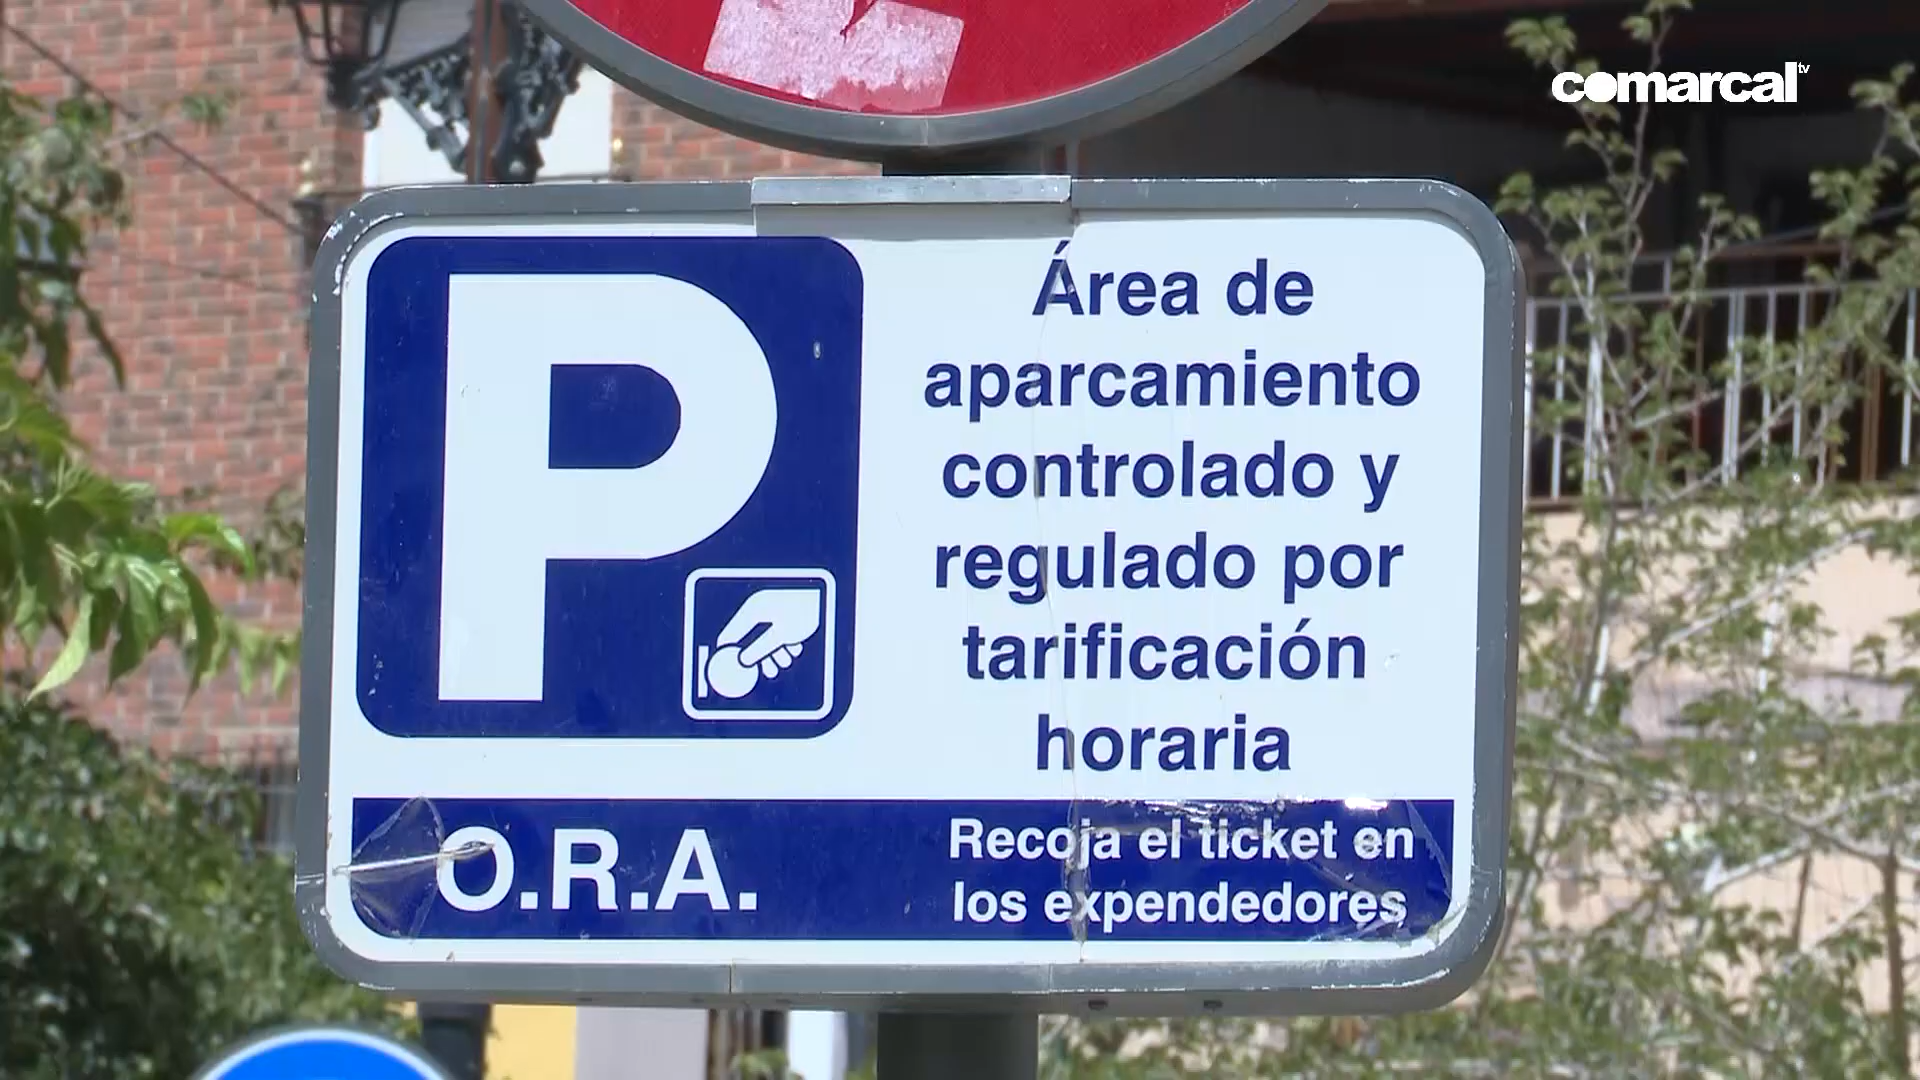 comarcal tv
P
Área de
aparcamiento
controlado y
regulado por
tarificación
horaria
O.R.A.
Recoja el ticket en
los expendedores